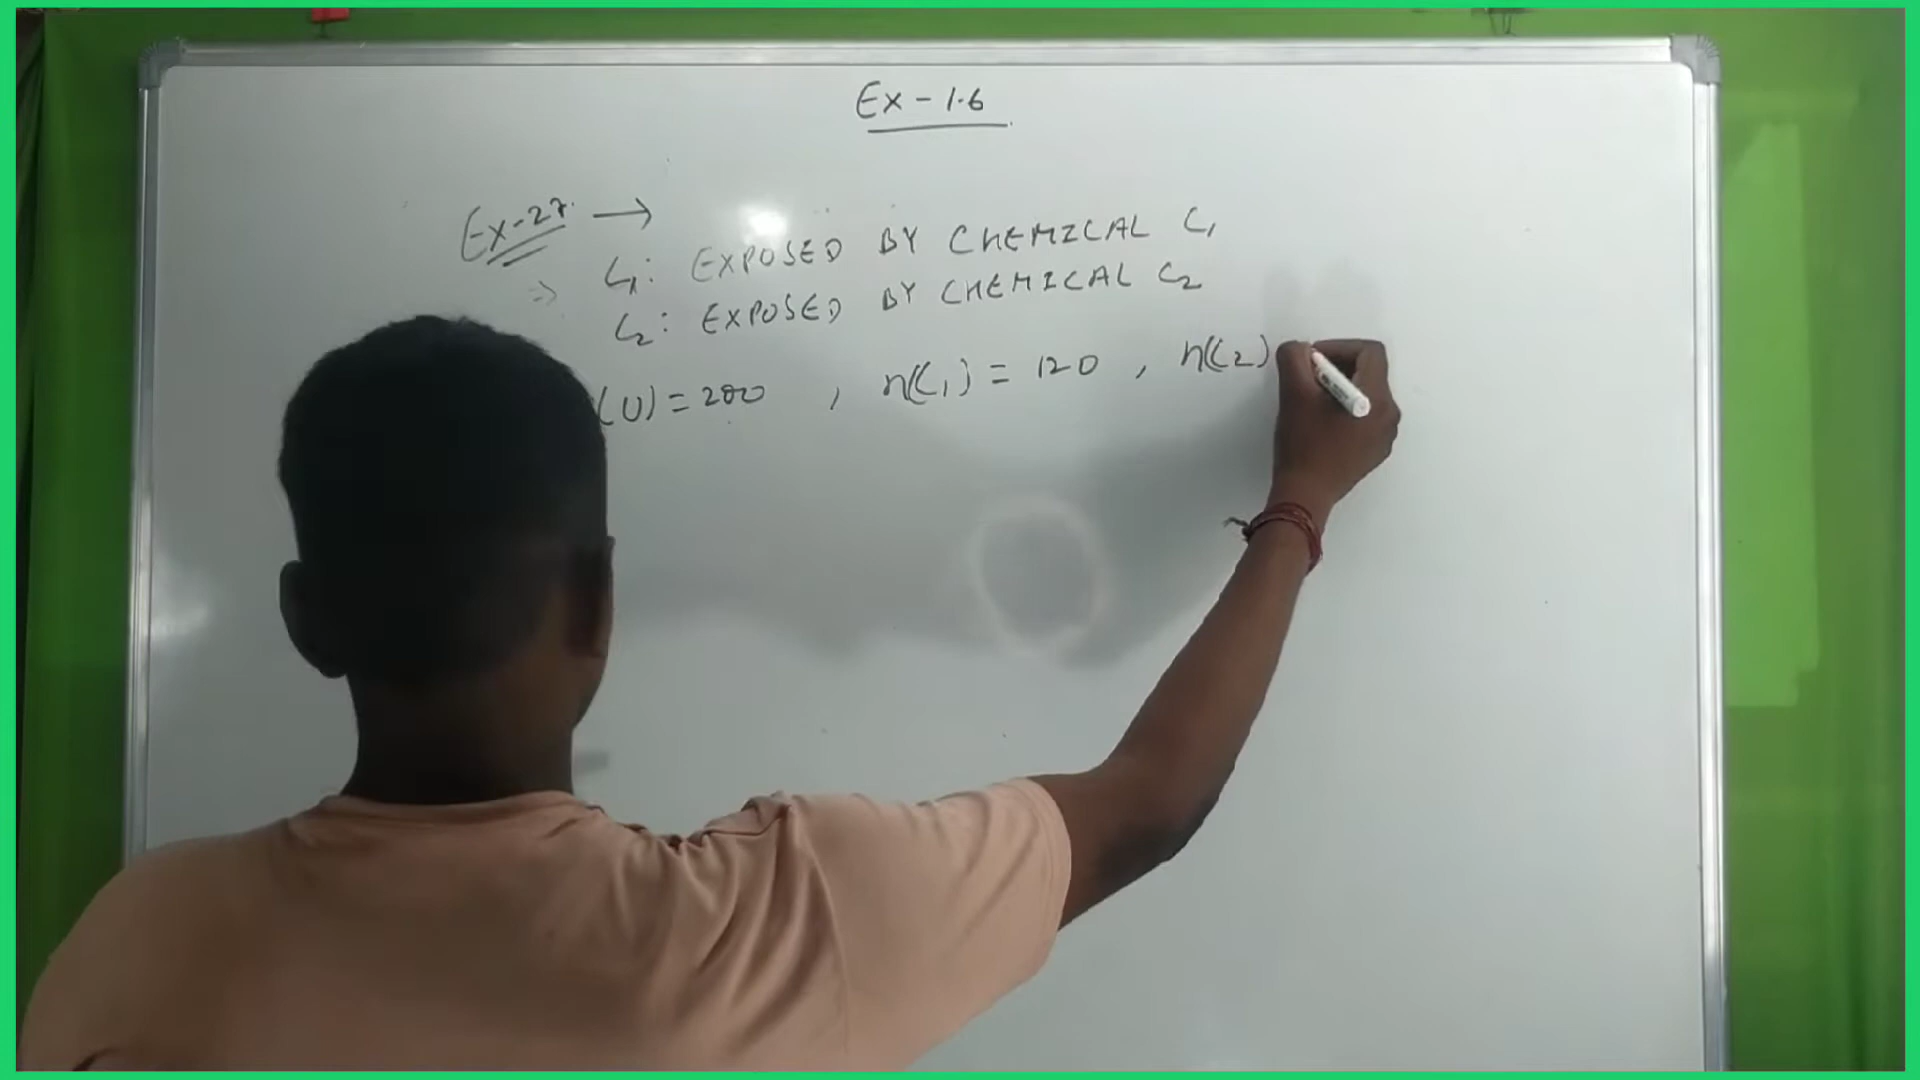 Ex - 1.6
Ex-27. →
⇒ C₁: EXPOSED BY CHEMICAL C₁
C₂: EXPOSED BY CHEMICAL C₂
(U) = 200 , n(C₁) = 120 , n(C₂)